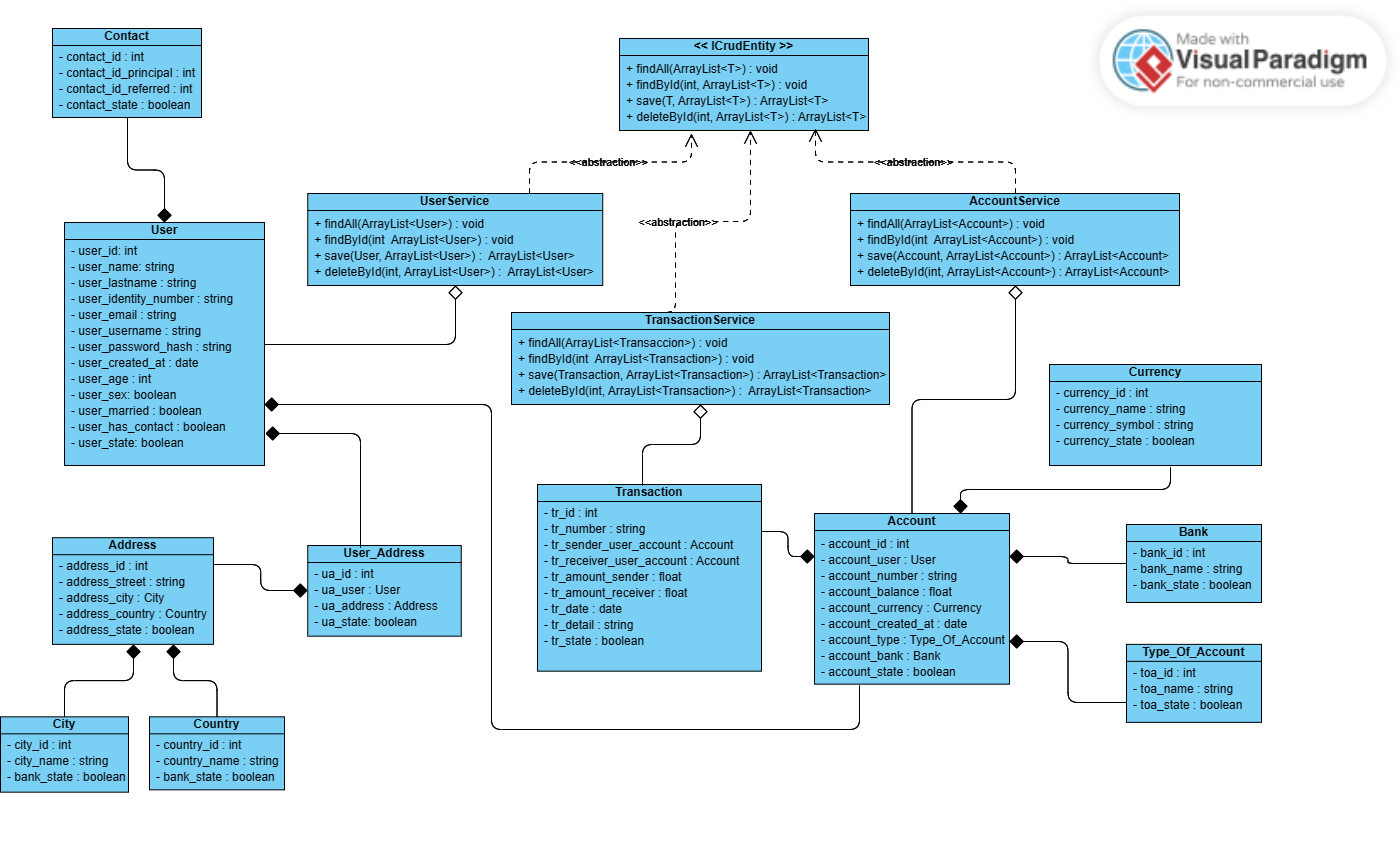 Contact
- contact_id : int
- contact_id_principal : int
- contact_id_referred : int
- contact_state : boolean
<< ICrudEntity >>
+ findAll(ArrayList<T>) : void
+ findById(int, ArrayList<T>) : void
+ save(T, ArrayList<T>) : ArrayList<T>
+ deleteById(int, ArrayList<T>) : ArrayList<T>
Made with
Visual Paradigm
For non-commercial use
<<abstraction>>
<<abstraction>>
<<abstraction>>
User
- user_id: int
- user_name: string
- user_lastname : string
- user_identity_number : string
- user_email : string
- user_username : string
- user_password_hash : string
- user_created_at : date
- user_age : int
- user_sex: boolean
- user_married : boolean
- user_has_contact : boolean
- user_state: boolean
UserService
+ findAll(ArrayList<User>) : void
+ findById(int  ArrayList<User>) : void
+ save(User, ArrayList<User>) :  ArrayList<User>
+ deleteById(int, ArrayList<User>) :  ArrayList<User>
AccountService
+ findAll(ArrayList<Account>) : void
+ findById(int  ArrayList<Account>) : void
+ save(Account, ArrayList<Account>) : ArrayList<Account>
+ deleteById(int, ArrayList<Account>) : ArrayList<Account>
TransactionService
+ findAll(ArrayList<Transaccion>) : void
+ findById(int  ArrayList<Transaction>) : void
+ save(Transaction, ArrayList<Transaction>) : ArrayList<Transaction>
+ deleteById(int, ArrayList<Transaction>) :  ArrayList<Transaction>
Currency
- currency_id : int
- currency_name : string
- currency_symbol : string
- currency_state : boolean
Transaction
- tr_id : int
- tr_number : string
- tr_sender_user_account : Account
- tr_receiver_user_account : Account
- tr_amount_sender : float
- tr_amount_receiver : float
- tr_date : date
- tr_detail : string
- tr_state : boolean
Account
- account_id : int
- account_user : User
- account_number : string
- account_balance : float
- account_currency : Currency
- account_created_at : date
- account_type : Type_Of_Account
- account_bank : Bank
- account_state : boolean
Bank
- bank_id : int
- bank_name : string
- bank_state : boolean
Type_Of_Account
- toa_id : int
- toa_name : string
- toa_state : boolean
Address
- address_id : int
- address_street : string
- address_city : City
- address_country : Country
- address_state : boolean
User_Address
- ua_id : int
- ua_user : User
- ua_address : Address
- ua_state: boolean
City
- city_id : int
- city_name : string
- bank_state : boolean
Country
- country_id : int
- country_name : string
- bank_state : boolean